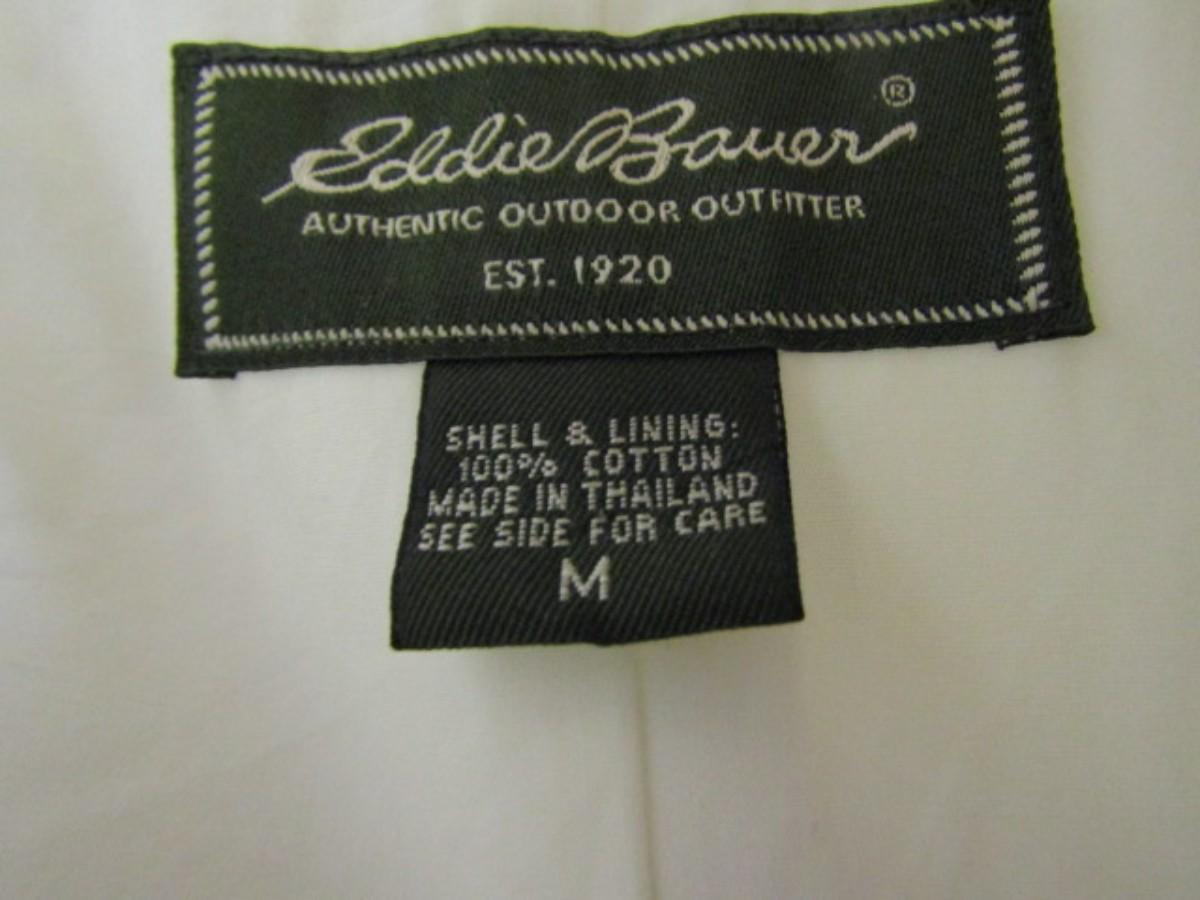 Eddie Bauer®
AUTHENTIC OUTDOOR OUTFITTER
EST. 1920
SHELL & LINING:
100% COTTON
MADE IN THAILAND
SEE SIDE FOR CARE
M